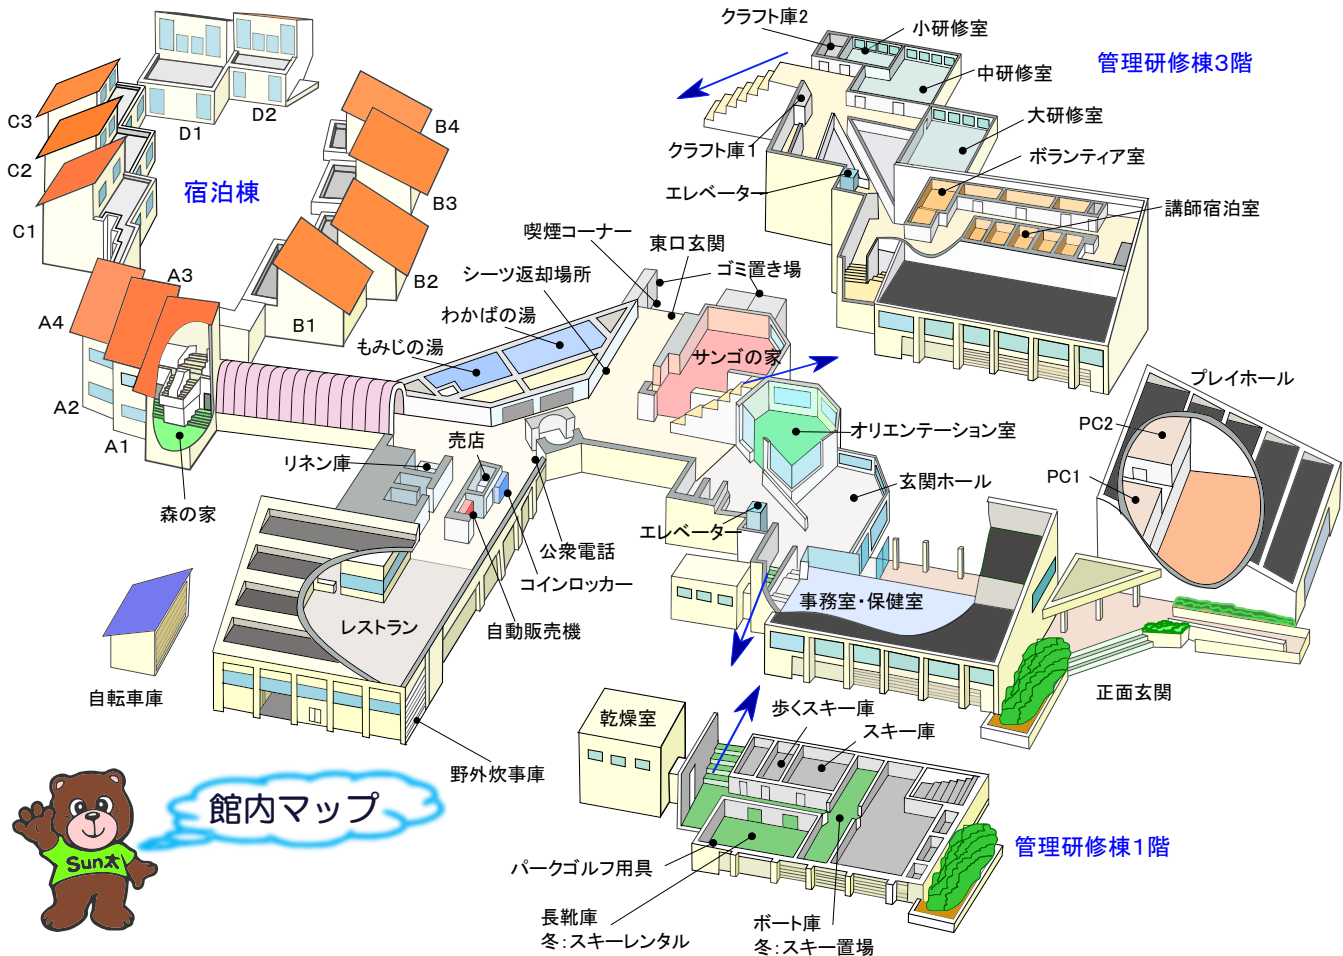 クラフト庫2
小研修室
管理研修棟3階
中研修室
大研修室
クラフト庫1
ボランティア室
エレベーター
講師宿泊室
C3
D1
D2
B4
C2
宿泊棟
B3
C1
B2
A3
A4
B1
A2
A1
喫煙コーナー
東口玄関
シーツ返却場所
ゴミ置き場
わかばの湯
もみじの湯
サンゴの家
プレイホール
PC2
PC1
オリエンテーション室
売店
リネン庫
玄関ホール
森の家
エレベーター
公衆電話
コインロッカー
自動販売機
レストラン
事務室・保健室
自転車庫
正面玄関
野外炊事庫
乾燥室
歩くスキー庫
スキー庫
館内マップ
Sun太
管理研修棟1階
パークゴルフ用具
長靴庫
冬:スキーレンタル
ボート庫
冬:スキー置場